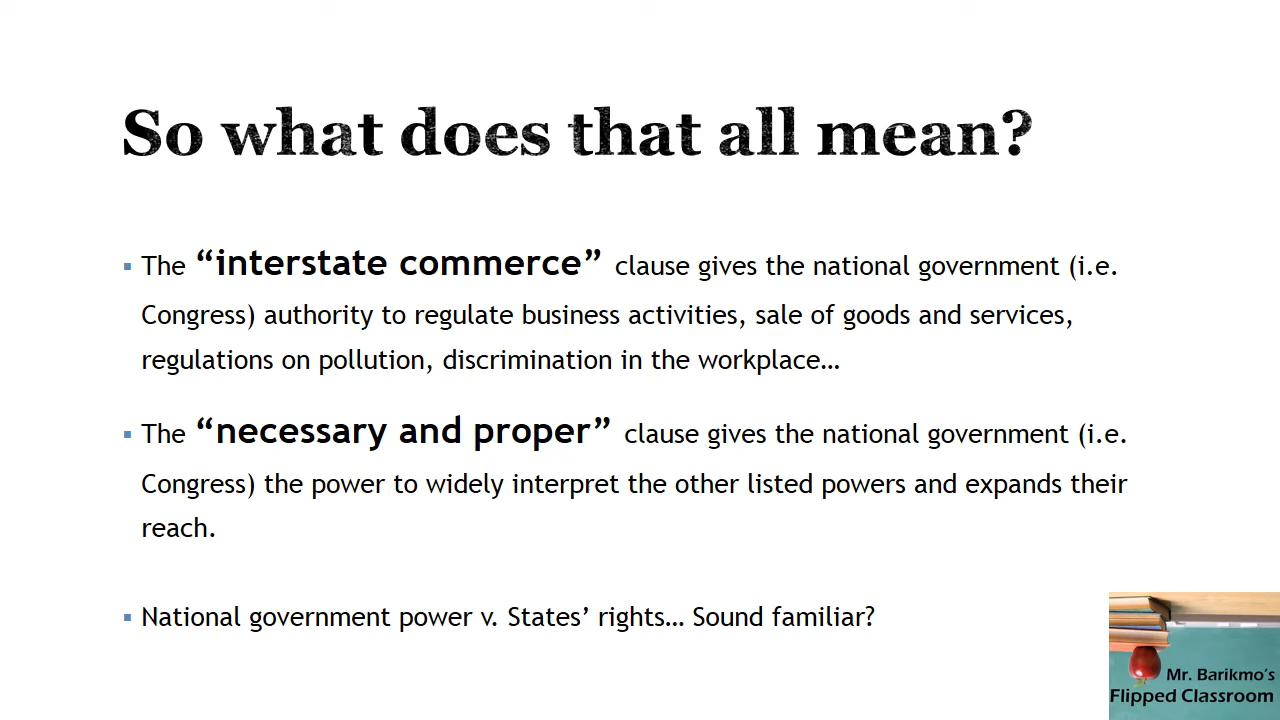 So what does that all mean?
▪ The “interstate commerce” clause gives the national government (i.e.
Congress) authority to regulate business activities, sale of goods and services,
regulations on pollution, discrimination in the workplace…
▪ The “necessary and proper” clause gives the national government (i.e.
Congress) the power to widely interpret the other listed powers and expands their
reach.
▪ National government power v. States’ rights… Sound familiar?
Mr. Barikmo’s
Flipped Classroom